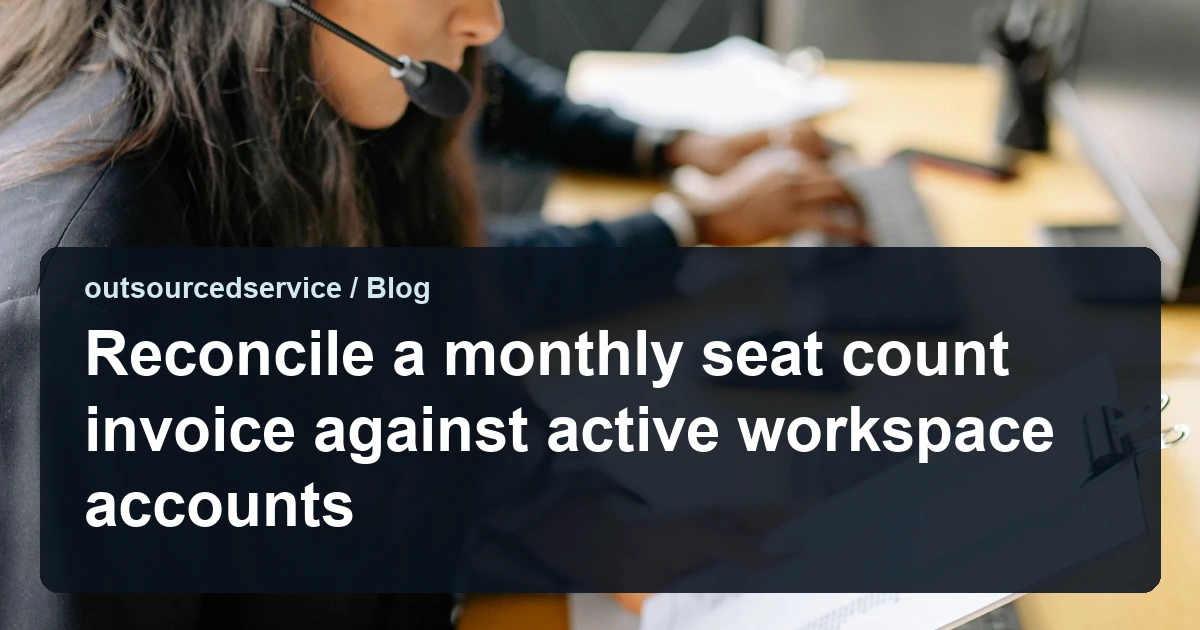 outsourcedservice / Blog
Reconcile a monthly seat count
invoice against active workspace
accounts